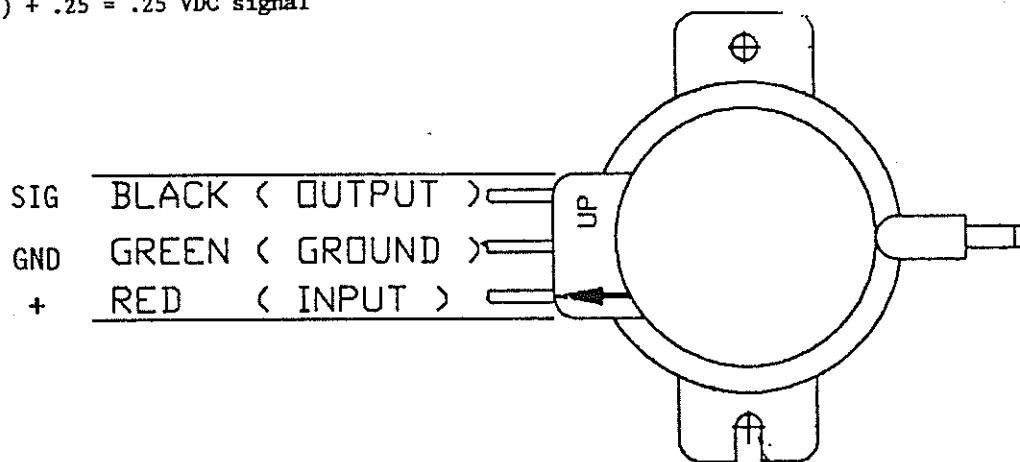 ) + .25 = .25 VDC signal
SIG BLACK ( OUTPUT )
GND GREEN ( GROUND )
+ RED ( INPUT )
UP